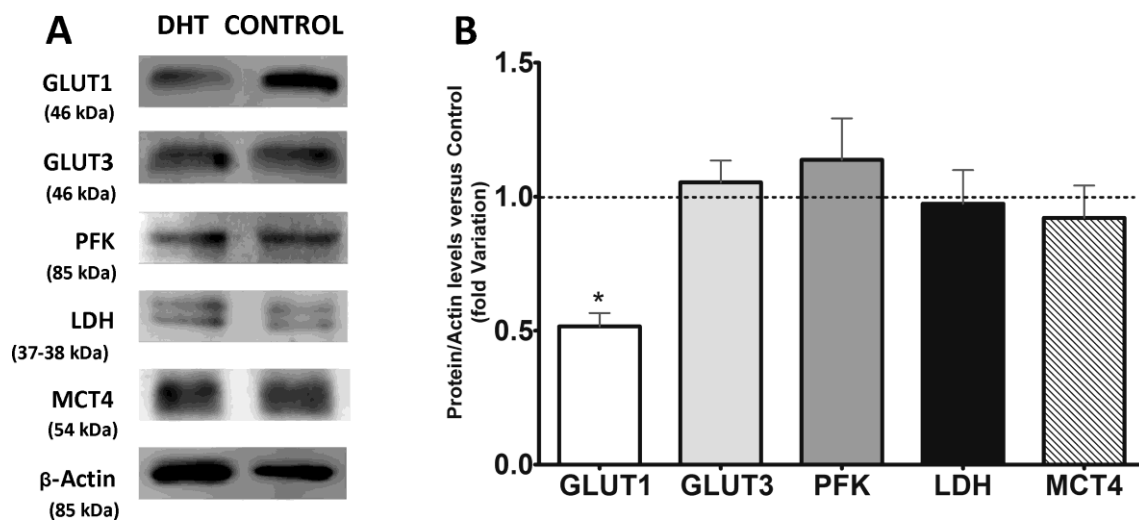 A
DHT CONTROL
GLUT1
(46 kDa)
GLUT3
(46 kDa)
PFK
(85 kDa)
LDH
(37-38 kDa)
MCT4
(54 kDa)
β-Actin
(85 kDa)
B
Protein/Actin levels versus Control
(fold Variation)
1.5
1.0
0.5
0.0
*
GLUT1 GLUT3 PFK LDH MCT4